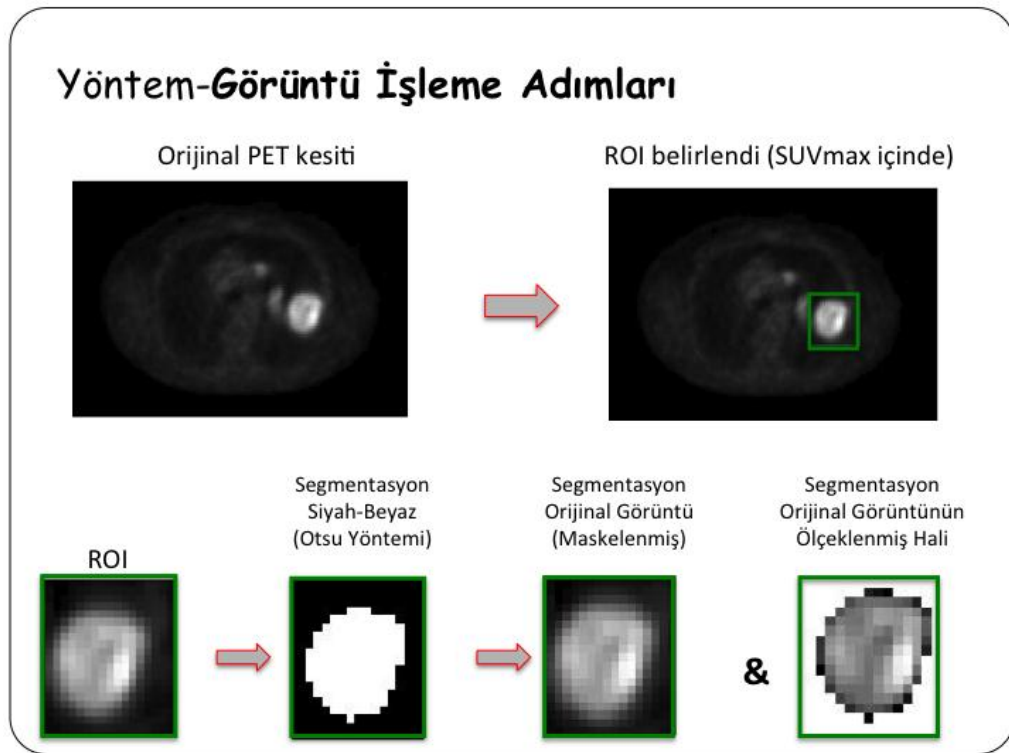 Yöntem-Görüntü İşleme Adımları
Orijinal PET kesiti
ROI belirlendi (SUVmax içinde)
ROI
Segmentasyon
Siyah-Beyaz
(Otsu Yöntemi)
Segmentasyon
Orijinal Görüntü
(Maskelenmiş)
&
Segmentasyon
Orijinal Görüntünün
Ölçeklenmiş Hali